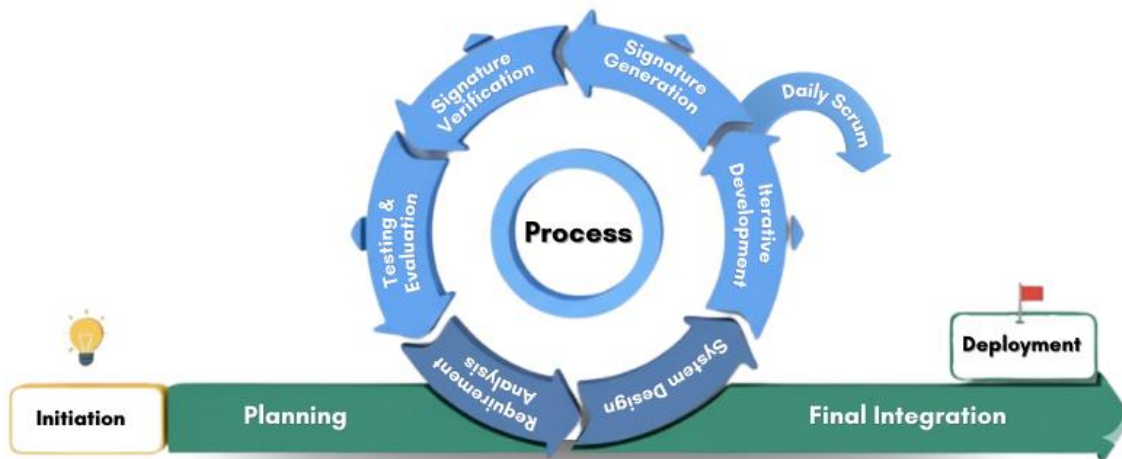 Signature
Verification
Signature
Generation
Daily Scrum
Iterative
Development
Testing &
Evaluation
Process
Requirement
Analysis
System Design
Deployment
Initiation
Planning
Final Integration